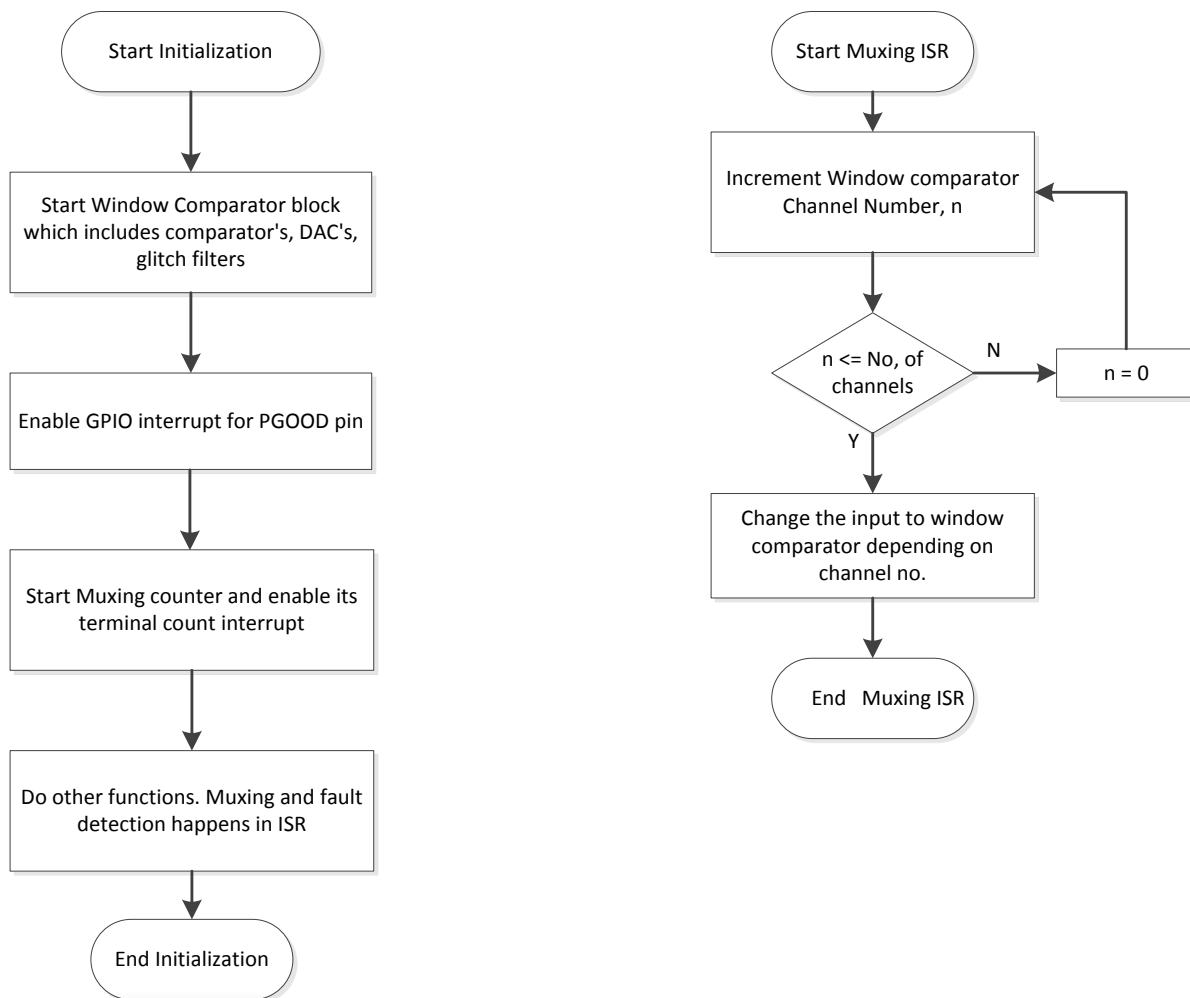 Start Initialization
Start Window Comparator block
which includes comparator's, DAC's,
glitch filters
Enable GPIO interrupt for PGOOD pin
Start Muxing counter and enable its
terminal count interrupt
Do other functions. Muxing and fault
detection happens in ISR
End Initialization
Start Muxing ISR
Increment Window comparator
Channel Number, n
n <= No, of
channels
N
n = 0
Y
Change the input to window
comparator depending on
channel no.
End Muxing ISR